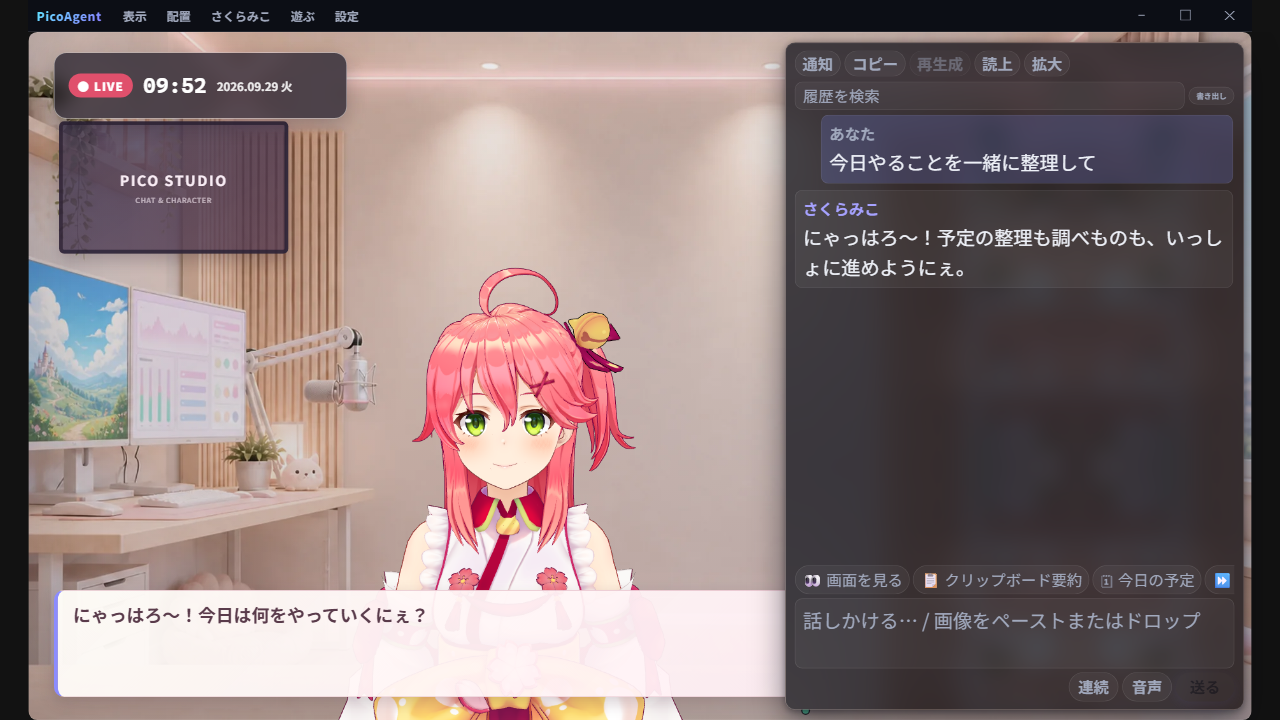 PicoAgent 表示 配置 さくらみこ 遊ぶ 設定
LIVE 09:52 2026.09.29 火
PICO STUDIO
CHAT & CHARACTER
にゃっはろ～！今日は何をやっていくにぇ？
通知 コピー 再生成 読上 拡大
履歴を検索 書き出し
あなた
今日やることを一緒に整理して
さくらみこ
にゃっはろ～！予定の整理も調べものも、いっし
ょに進めようにぇ。
画面を見る クリップボード要約 今日の予定
話しかける… / 画像をペーストまたはドロップ
連続 音声 送る